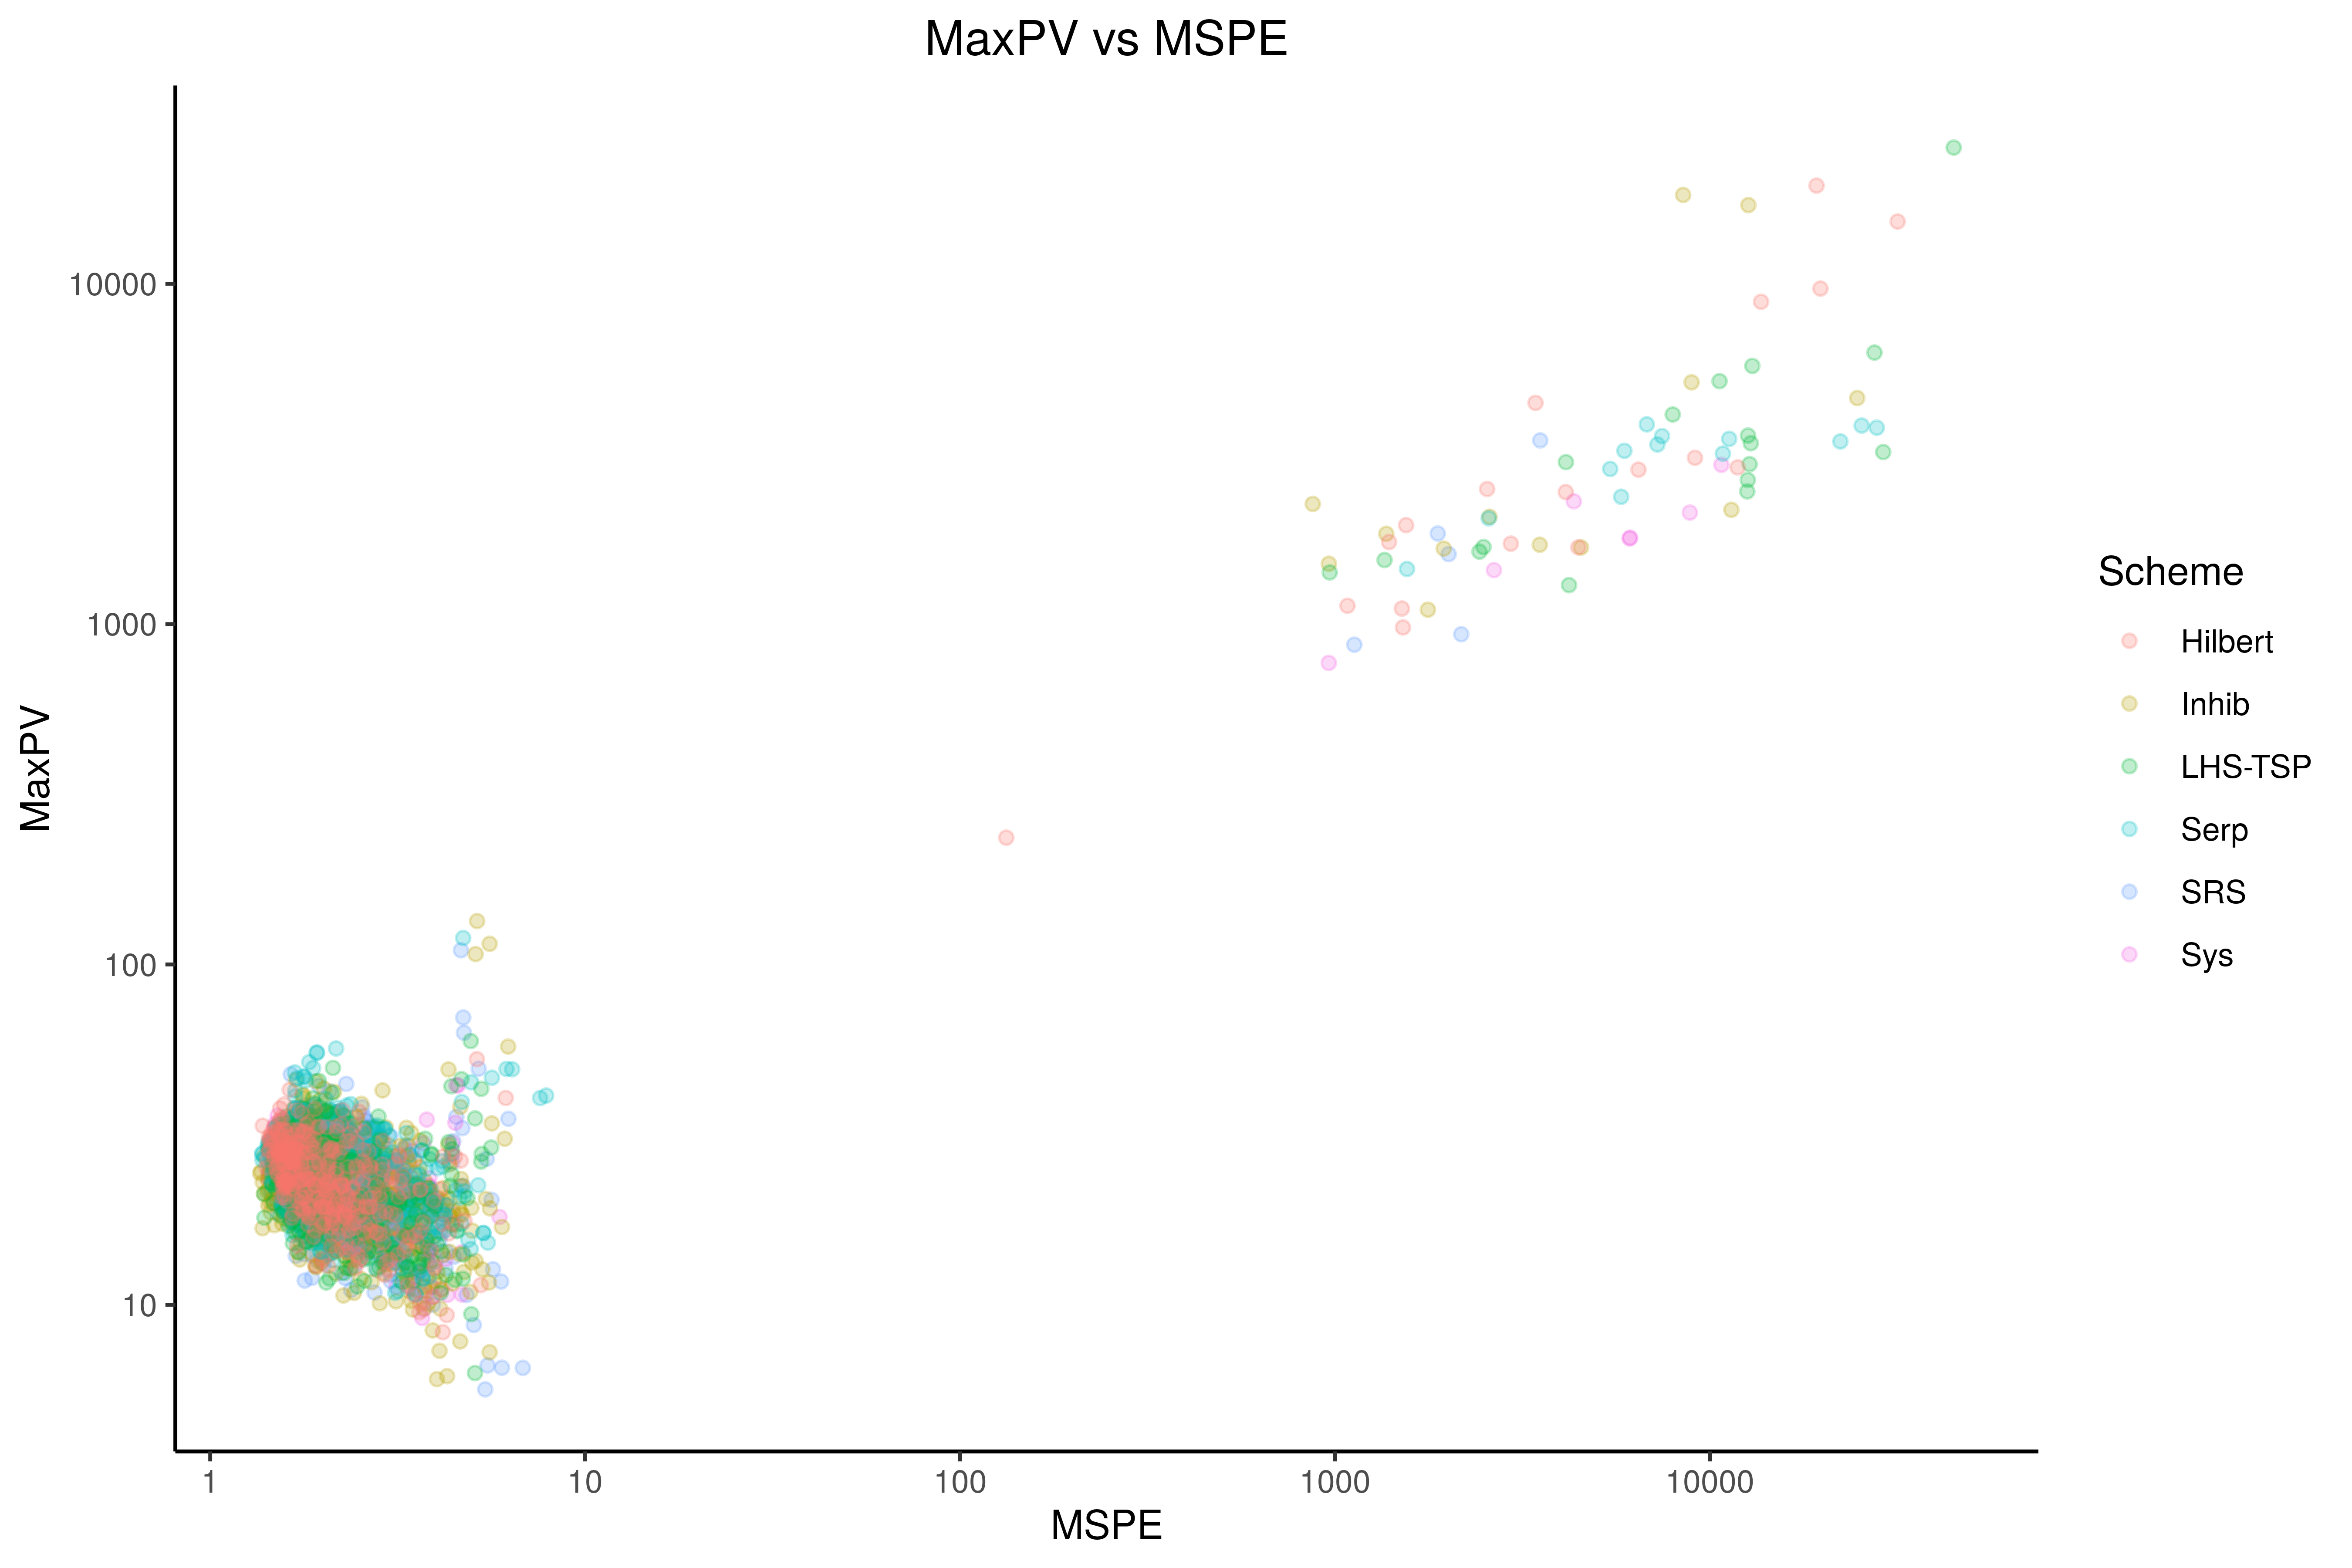 MaxPV vs MSPE
10000
1000
100
10
MaxPV
1
10
100
1000
10000
MSPE
Scheme
Hilbert
Inhib
LHS-TSP
Serp
SRS
Sys